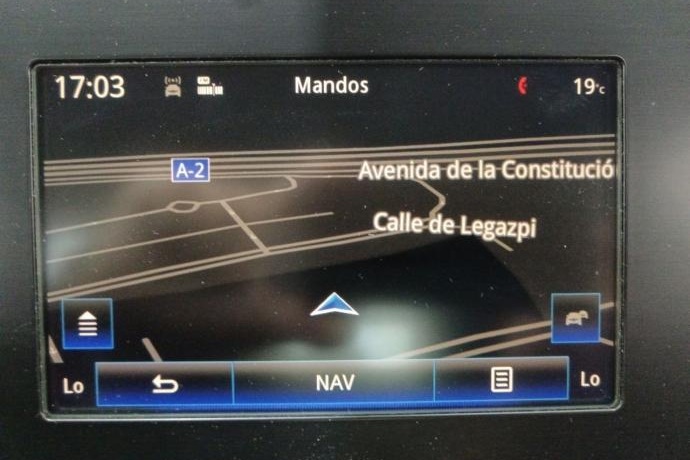 17:03 Mandos 19°c
A-2 Avenida de la Constitució
Calle de Legazpi
Lo NAV Lo